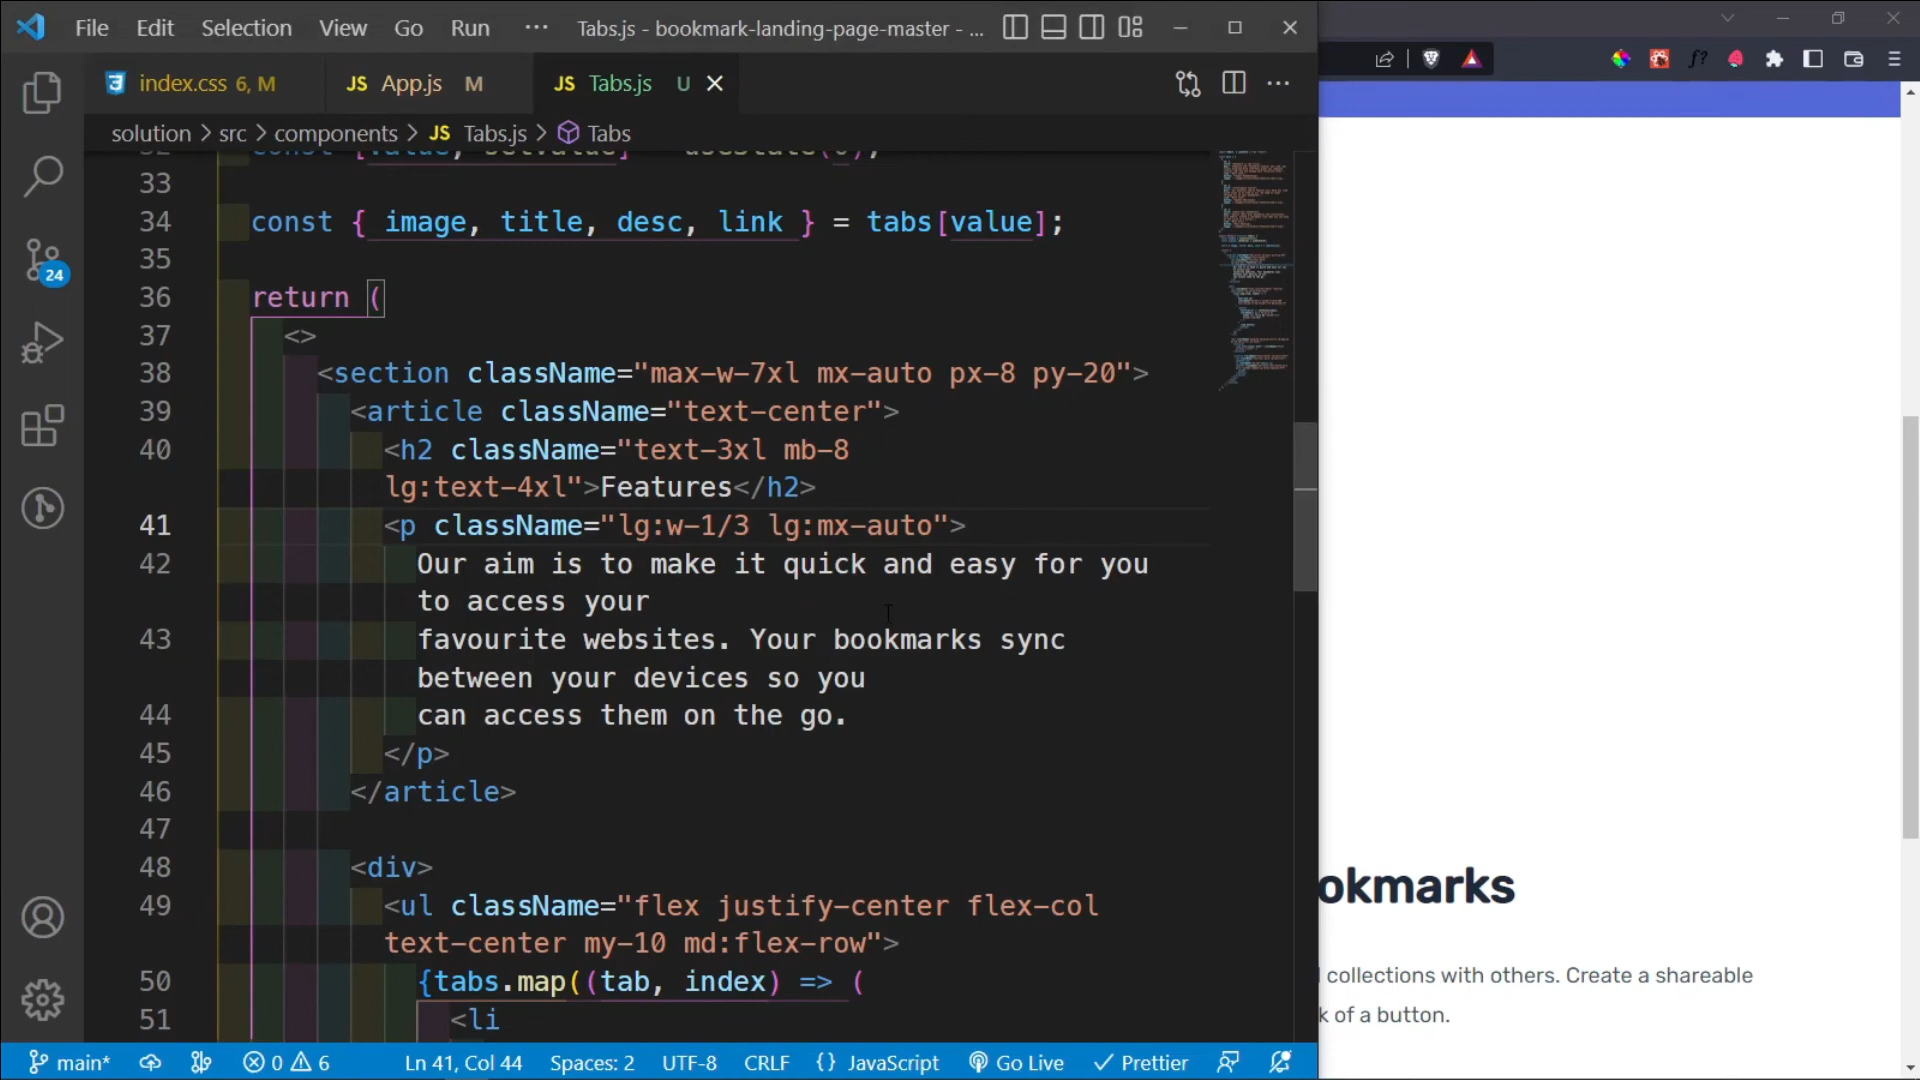 File Edit Selection View Go Run ··· Tabs.js - bookmark-landing-page-master - ...
index.css 6, M JS App.js M JS Tabs.js U
solution > src > components > JS Tabs.js > Tabs
33
34 const { image, title, desc, link } = tabs[value];
35
36 return (
37 <>
38 <section className="max-w-7xl mx-auto px-8 py-20">
39 <article className="text-center">
40 <h2 className="text-3xl mb-8
lg:text-4xl">Features</h2>
41 <p className="lg:w-1/3 lg:mx-auto">
42 Our aim is to make it quick and easy for you
to access your
43 favourite websites. Your bookmarks sync
between your devices so you
44 can access them on the go.
45 </p>
46 </article>
47
48 <div>
49 <ul className="flex justify-center flex-col
text-center my-10 md:flex-row">
50 {tabs.map((tab, index) => (
51 <li
24
main* 0 6 Ln 41, Col 44 Spaces: 2 UTF-8 CRLF {} JavaScript Go Live Prettier
okmarks
collections with others. Create a shareable
k of a button.